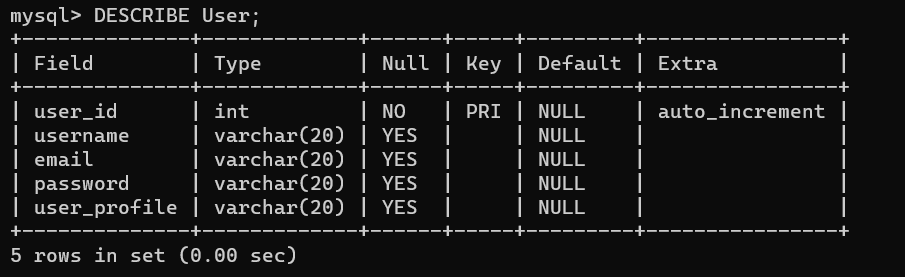 mysql> DESCRIBE User;
+--------------+-------------+------+-----+---------+----------------+
| Field        | Type        | Null | Key | Default | Extra          |
+--------------+-------------+------+-----+---------+----------------+
| user_id      | int         | NO   | PRI | NULL    | auto_increment |
| username     | varchar(20) | YES  |     | NULL    |                |
| email        | varchar(20) | YES  |     | NULL    |                |
| password     | varchar(20) | YES  |     | NULL    |                |
| user_profile | varchar(20) | YES  |     | NULL    |                |
+--------------+-------------+------+-----+---------+----------------+
5 rows in set (0.00 sec)